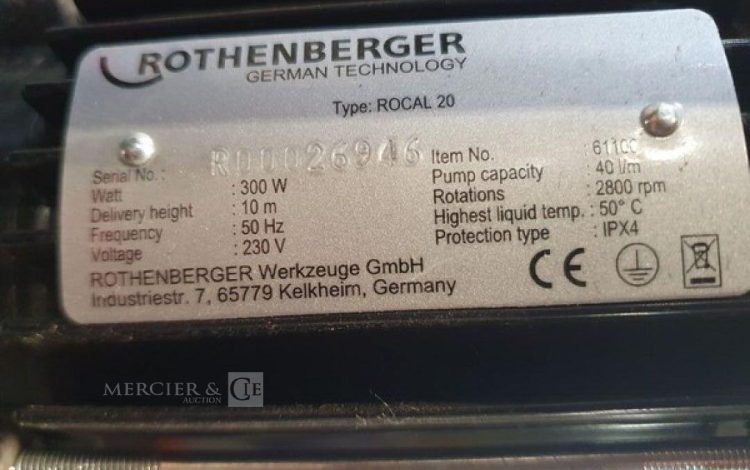 ROTHENBERGER
GERMAN TECHNOLOGY
Type: ROCAL 20
Serial No.: R00026946
Watt : 300 W
Delivery height : 10 m
Frequency : 50 Hz
Voltage : 230 V
Item No. : 61100
Pump capacity : 40 l/m
Rotations : 2800 rpm
Highest liquid temp. : 50° C
Protection type : IPX4
ROTHENBERGER Werkzeuge GmbH
Industriestr. 7, 65779 Kelkheim, Germany
CE
MERCIER & CIE
AUCTION